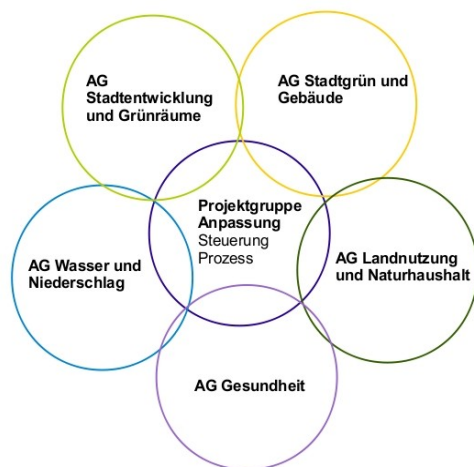 AG
Stadtentwicklung
und Grünräume
AG Stadtgrün und
Gebäude
Projektgruppe
Anpassung
Steuerung
Prozess
AG Wasser und
Niederschlag
AG Landnutzung
und Naturhaushalt
AG Gesundheit